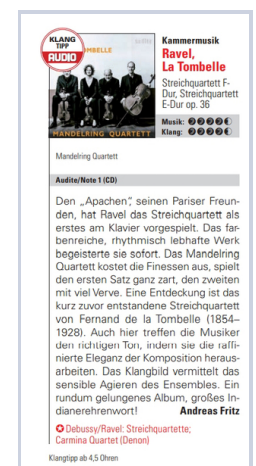 KLANG
TIPP
AUDIO
audite
TOMBELLE
MANDELRING QUARTETT
Kammermusik
Ravel,
La Tombelle
Streichquartett F-
Dur, Streichquartett
E-Dur op. 36
Musik:
Klang:
Mandelring Quartett
Audite/Note 1 (CD)
Den „Apachen“, seinen Pariser Freun-
den, hat Ravel das Streichquartett als
erstes am Klavier vorgespielt. Das far-
benreiche, rhythmisch lebhafte Werk
begeisterte sie sofort. Das Mandelring
Quartett kostet die Finessen aus, spielt
den ersten Satz ganz zart, den zweiten
mit viel Verve. Eine Entdeckung ist das
kurz zuvor entstandene Streichquartett
von Fernand de la Tombelle (1854–
1928). Auch hier treffen die Musiker
den richtigen Ton, indem sie die raffi-
nierte Eleganz der Komposition heraus-
arbeiten. Das Klangbild vermittelt das
sensible Agieren des Ensembles. Ein
rundum gelungenes Album, großes In-
dianerehrenwort! Andreas Fritz
Debussy/Ravel: Streichquartette;
Carmina Quartet (Denon)
Klangtipp ab 4,5 Ohren